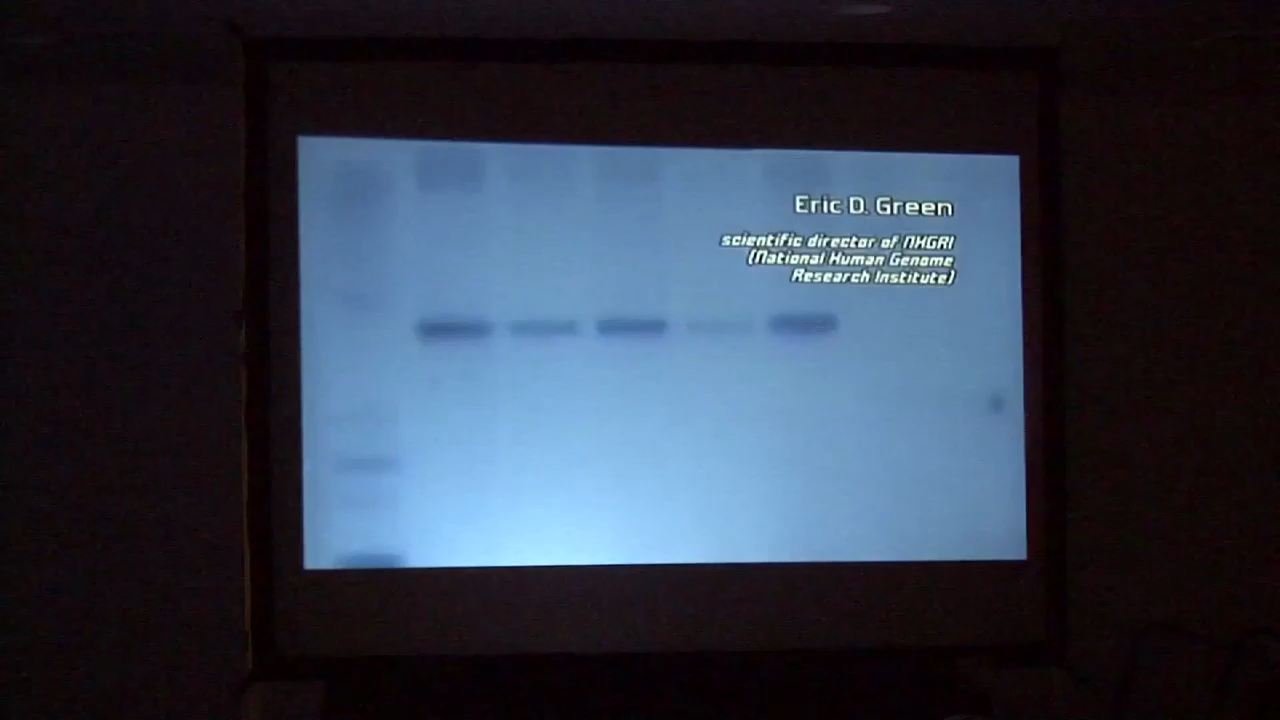 Eric D. Green
scientific director of NHGRI
(National Human Genome
Research Institute)